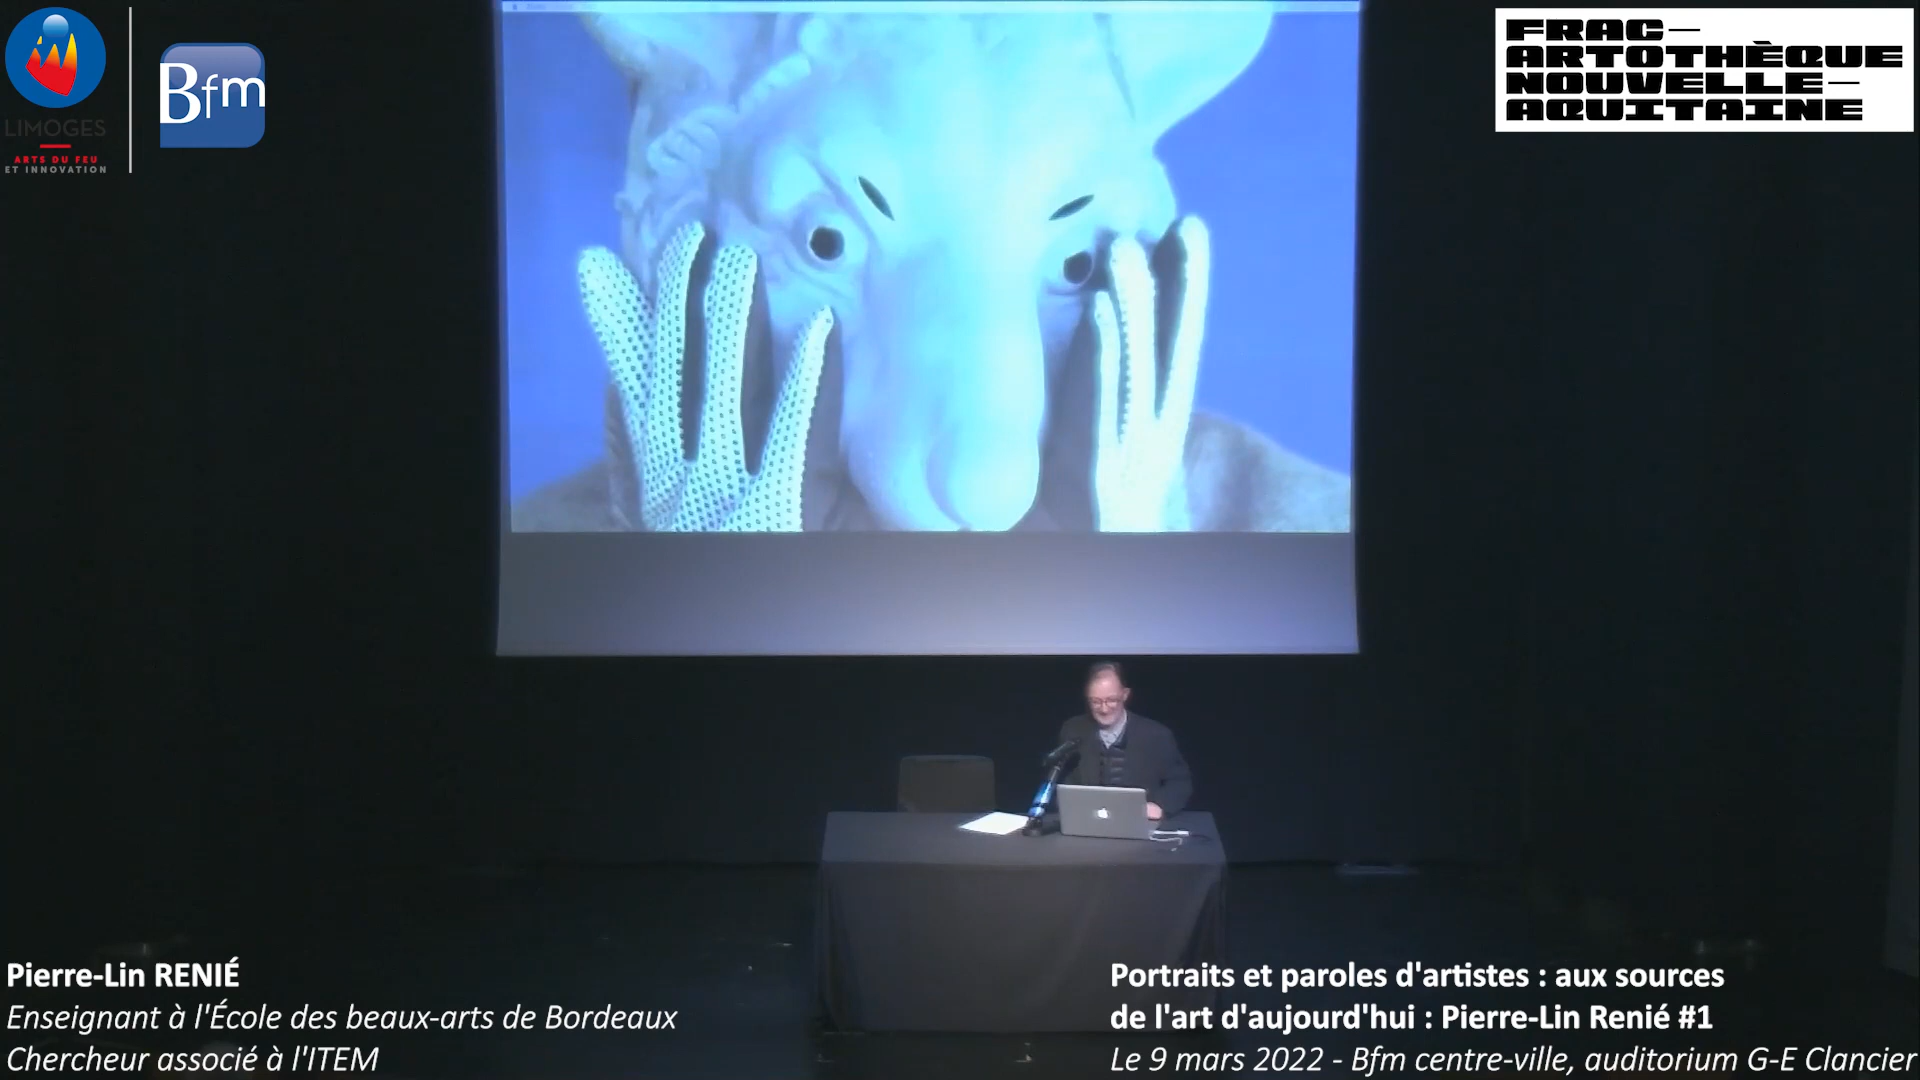 LIMOGES
ARTS DU FEU
ET INNOVATION
Bfm
FRAC–
ARTOTHÈQUE
NOUVELLE–
AQUITAINE
Pierre-Lin RENIÉ
Enseignant à l'École des beaux-arts de Bordeaux
Chercheur associé à l'ITEM
Portraits et paroles d'artistes : aux sources
de l'art d'aujourd'hui : Pierre-Lin Renié #1
Le 9 mars 2022 - Bfm centre-ville, auditorium G-E Clancier